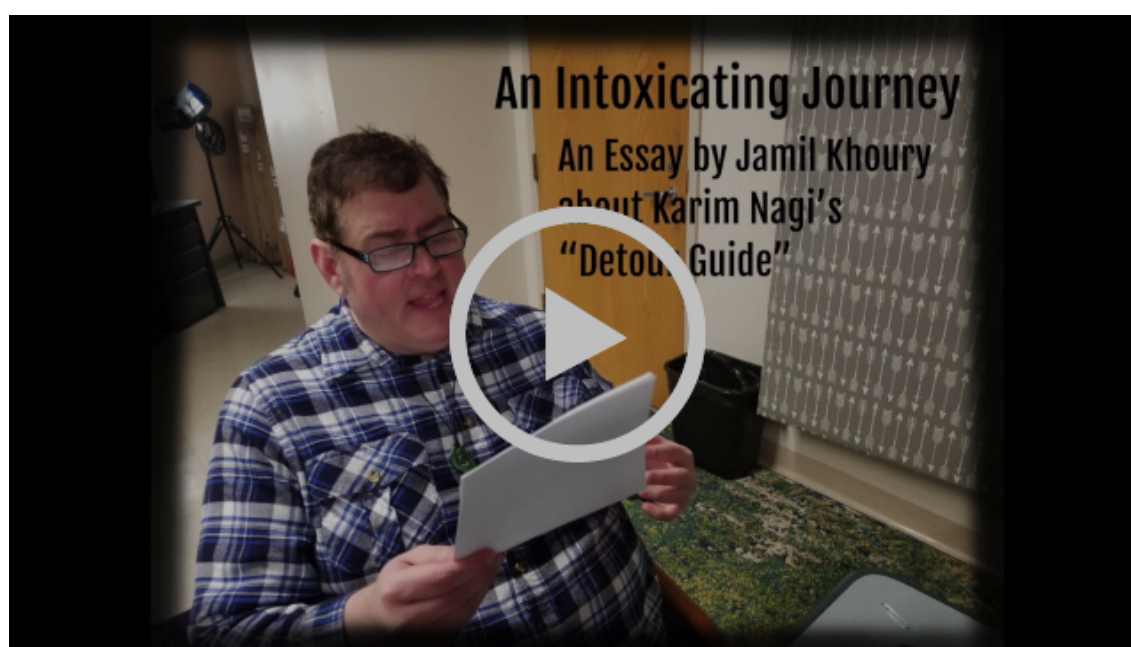 An Intoxicating Journey
An Essay by Jamil Khoury
about Karim Nagi’s
“Detour Guide”